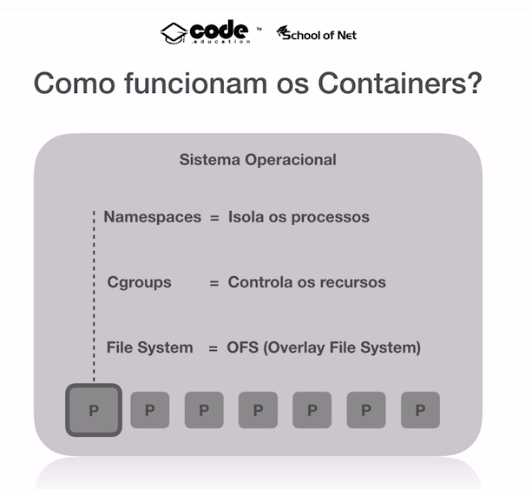 code by School of Net
.education
Como funcionam os Containers?
Sistema Operacional
Namespaces = Isola os processos
Cgroups = Controla os recursos
File System = OFS (Overlay File System)
P P P P P P P